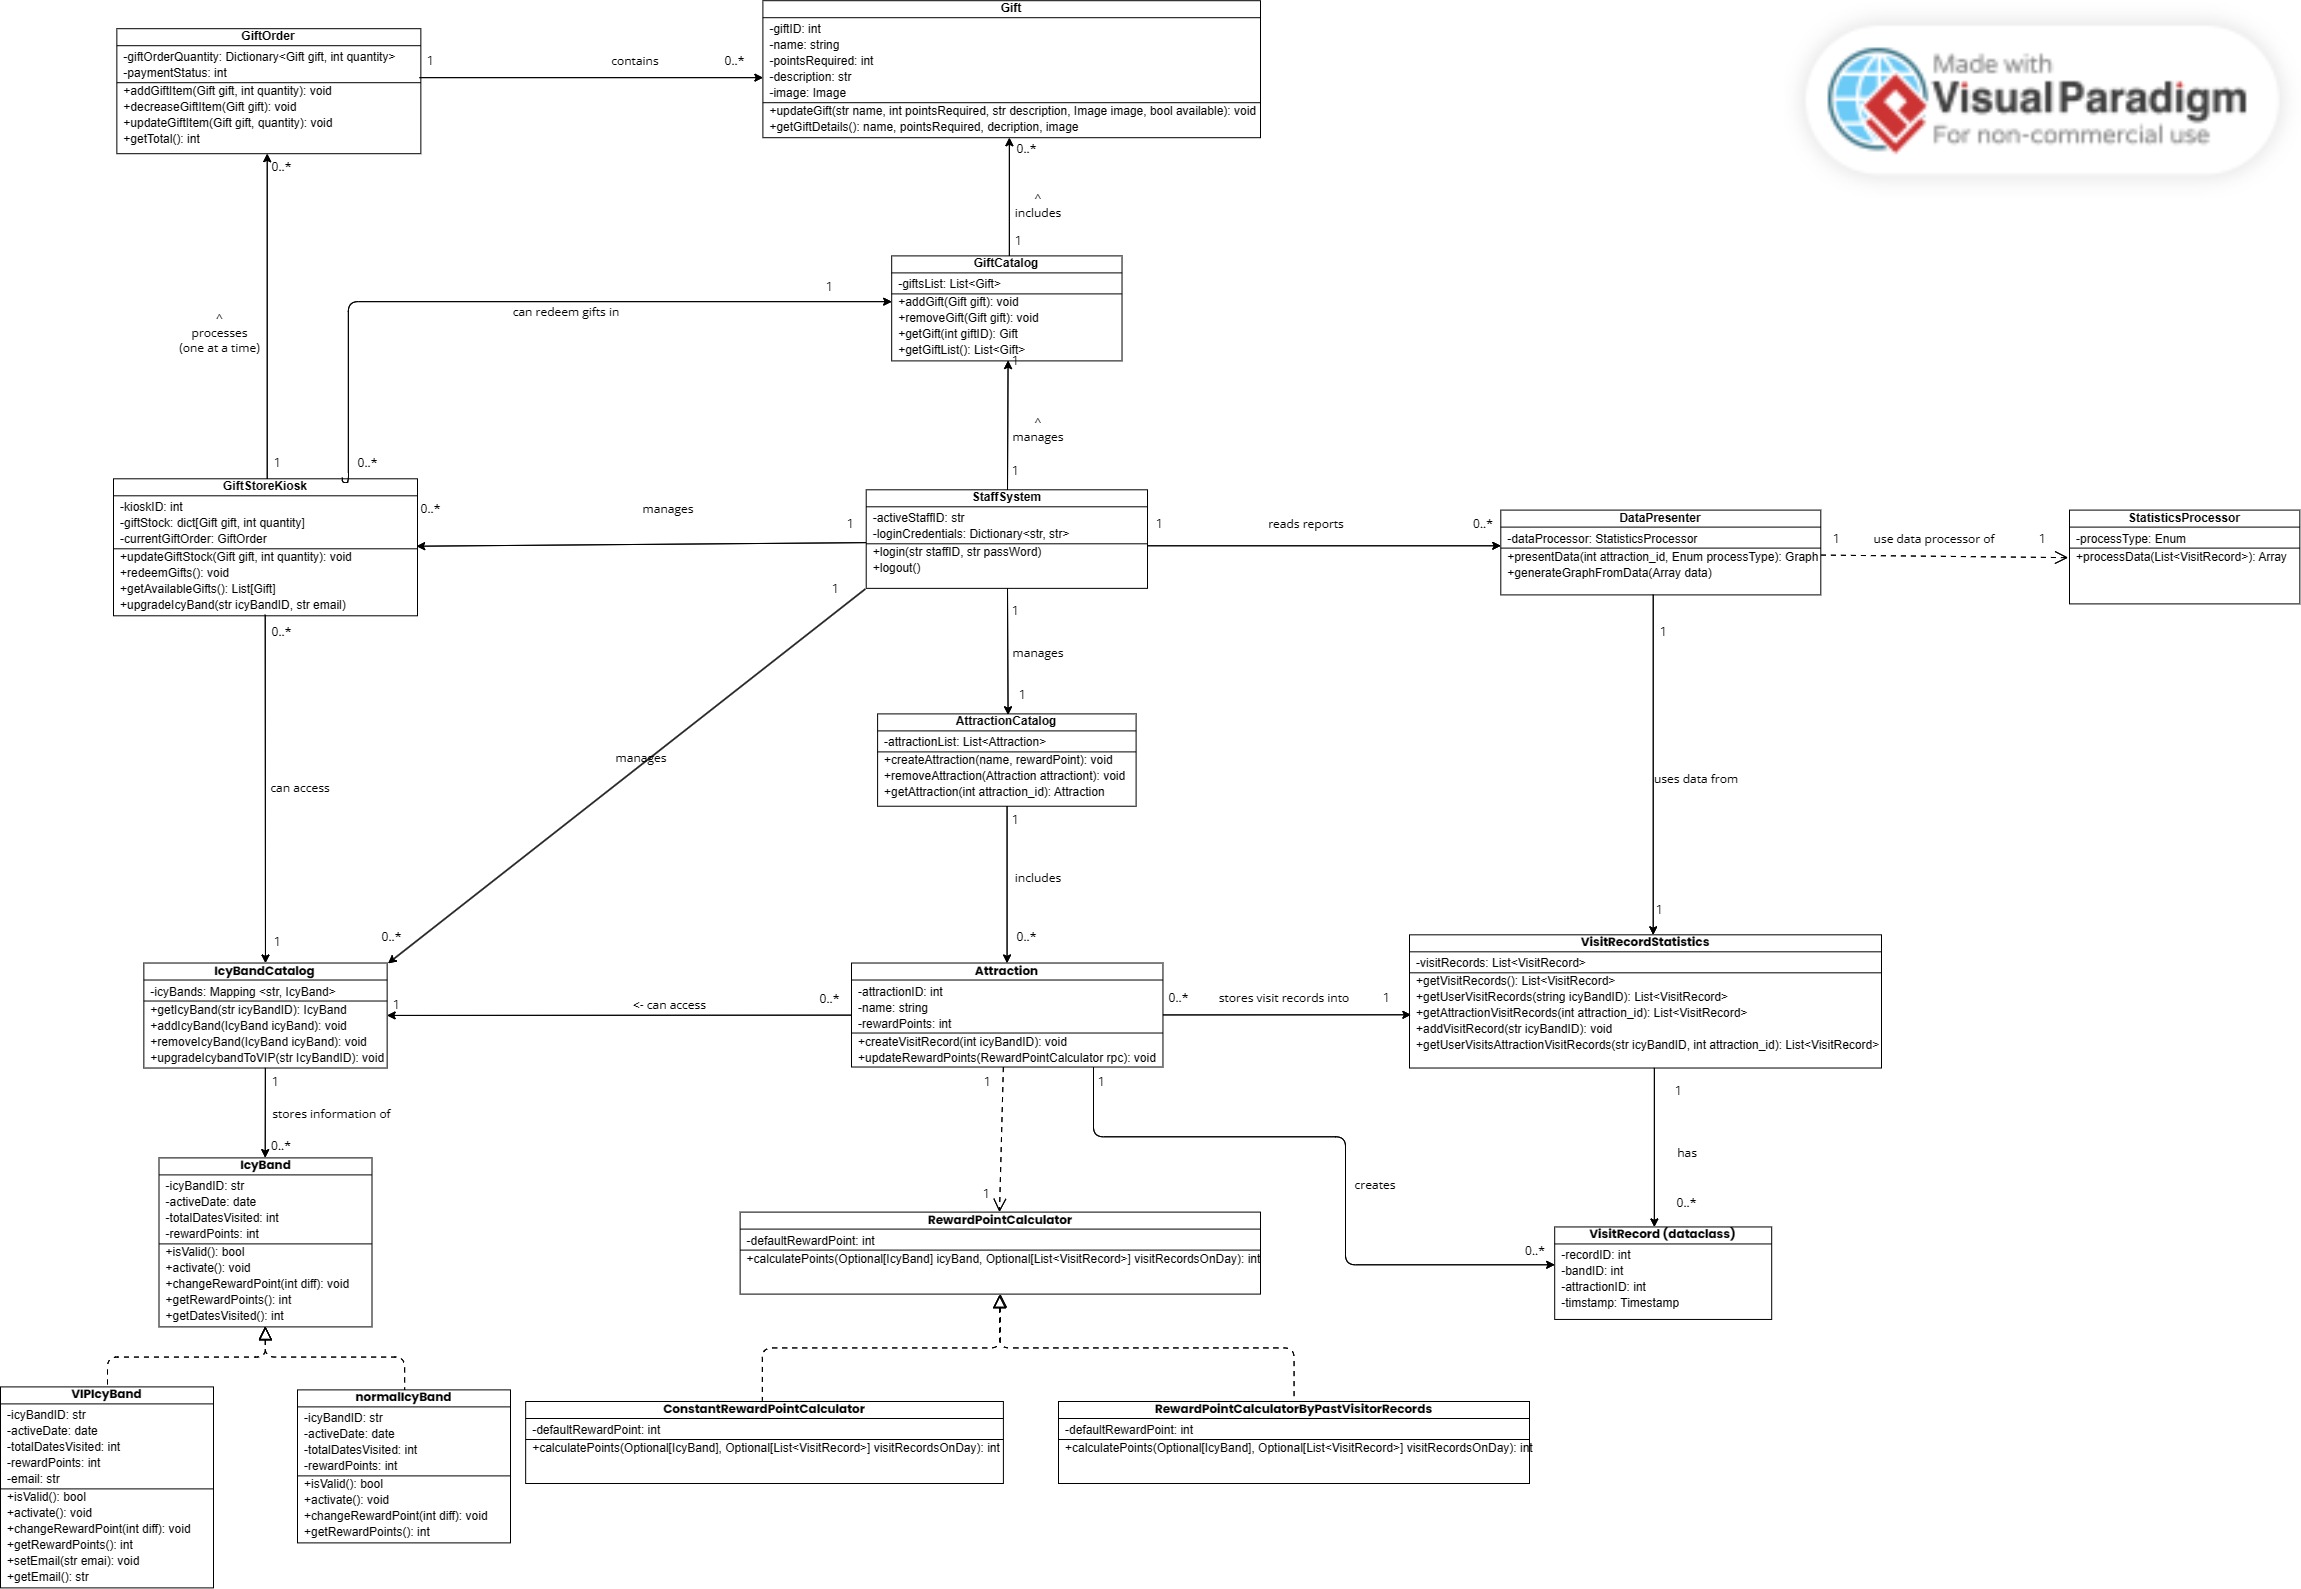 Gift
-giftID: int
-name: string
-pointsRequired: int
-description: str
-image: Image
+updateGift(str name, int pointsRequired, str description, Image image, bool available): void
+getGiftDetails(): name, pointsRequired, decription, image
Made with
Visual Paradigm
For non-commercial use
GiftOrder
-giftOrderQuantity: Dictionary<Gift gift, int quantity>
-paymentStatus: int
+addGiftItem(Gift gift, int quantity): void
+decreaseGiftItem(Gift gift): void
+updateGiftItem(Gift gift, quantity): void
+getTotal(): int
1
contains
0..*
0..*
0..*
^
includes
1
GiftCatalog
-giftsList: List<Gift>
+addGift(Gift gift): void
+removeGift(Gift gift): void
+getGift(int giftID): Gift
+getGiftList(): List<Gift>
1
1
can redeem gifts in
^
processes
(one at a time)
^
manages
1
1
0..*
GiftStoreKiosk
-kioskID: int
-giftStock: dict[Gift gift, int quantity]
-currentGiftOrder: GiftOrder
+updateGiftStock(Gift gift, int quantity): void
+redeemGifts(): void
+getAvailableGifts(): List[Gift]
+upgradeIcyBand(str icyBandID, str email)
0..*
manages
1
StaffSystem
-activeStaffID: str
-loginCredentials: Dictionary<str, str>
+login(str staffID, str passWord)
+logout()
1
reads reports
0..*
DataPresenter
-dataProcessor: StatisticsProcessor
+presentData(int attraction_id, Enum processType): Graph
+generateGraphFromData(Array data)
1
use data processor of
1
StatisticsProcessor
-processType: Enum
+processData(List<VisitRecord>): Array
1
0..*
1
manages
1
1
AttractionCatalog
-attractionList: List<Attraction>
+createAttraction(name, rewardPoint): void
+removeAttraction(Attraction attractiont): void
+getAttraction(int attraction_id): Attraction
can access
manages
uses data from
1
includes
0..*
1
0..*
1
IcyBandCatalog
-icyBands: Mapping <str, IcyBand>
+getIcyBand(str icyBandID): IcyBand
+addIcyBand(IcyBand icyBand): void
+removeIcyBand(IcyBand icyBand): void
+upgradeIcybandToVIP(str IcyBandID): void
1
<- can access
0..*
Attraction
-attractionID: int
-name: string
-rewardPoints: int
+createVisitRecord(int icyBandID): void
+updateRewardPoints(RewardPointCalculator rpc): void
0..*
stores visit records into
1
VisitRecordStatistics
-visitRecords: List<VisitRecord>
+getVisitRecords(): List<VisitRecord>
+getUserVisitRecords(string icyBandID): List<VisitRecord>
+getAttractionVisitRecords(int attraction_id): List<VisitRecord>
+addVisitRecord(str icyBandID): void
+getUserVisitsAttractionVisitRecords(str icyBandID, int attraction_id): List<VisitRecord>
1
stores information of
0..*
IcyBand
-icyBandID: str
-activeDate: date
-totalDatesVisited: int
-rewardPoints: int
+isValid(): bool
+activate(): void
+changeRewardPoint(int diff): void
+getRewardPoints(): int
+getDatesVisited(): int
1
1
1
creates
0..*
1
has
0..*
RewardPointCalculator
-defaultRewardPoint: int
+calculatePoints(Optional[IcyBand] icyBand, Optional[List<VisitRecord>] visitRecordsOnDay): int
VisitRecord (dataclass)
-recordID: int
-bandID: int
-attractionID: int
-timstamp: Timestamp
VIPIcyBand
-icyBandID: str
-activeDate: date
-totalDatesVisited: int
-rewardPoints: int
-email: str
+isValid(): bool
+activate(): void
+changeRewardPoint(int diff): void
+getRewardPoints(): int
+setEmail(str emai): void
+getEmail(): str
normalIcyBand
-icyBandID: str
-activeDate: date
-totalDatesVisited: int
-rewardPoints: int
+isValid(): bool
+activate(): void
+changeRewardPoint(int diff): void
+getRewardPoints(): int
ConstantRewardPointCalculator
-defaultRewardPoint: int
+calculatePoints(Optional[IcyBand], Optional[List<VisitRecord>] visitRecordsOnDay): int
RewardPointCalculatorByPastVisitorRecords
-defaultRewardPoint: int
+calculatePoints(Optional[IcyBand], Optional[List<VisitRecord>] visitRecordsOnDay): int